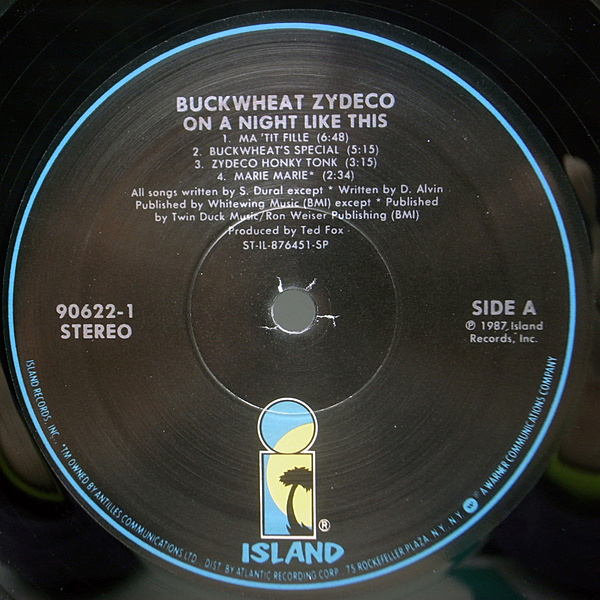 BUCKWHEAT ZYDECO
ON A NIGHT LIKE THIS
1. MA 'TIT FILLE (6:48)
2. BUCKWHEAT'S SPECIAL (5:15)
3. ZYDECO HONKY TONK (3:15)
4. MARIE MARIE* (2:34)
All songs written by S. Dural except * Written by D. Alvin
Published by Whitewing Music (BMI) except * Published
by Twin Duck Music/Ron Weiser Publishing (BMI)
Produced by Ted Fox
ST-IL-876451-SP
90622-1
STEREO
SIDE A
℗ 1987, Island
Records, Inc.
ISLAND®
ISLAND RECORDS, INC. *TM OWNED BY ANTILLES COMMUNICATIONS LTD., DIST. BY ATLANTIC RECORDING CORP. 75 ROCKEFELLER PLAZA, N.Y., N.Y. A WARNER COMMUNICATIONS COMPANY